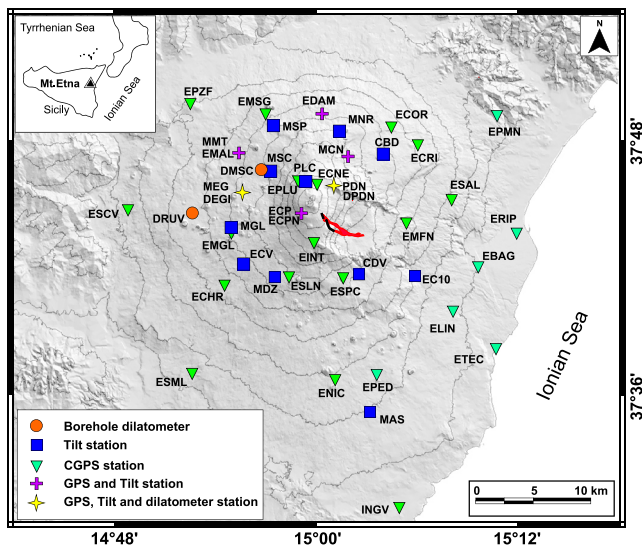 Tyrrhenian Sea
Mt.Etna
Sicily
Ionian Sea
N
EPZF
EMSG
EDAM
MSP
MNR
ECOR
EPMN
CBD
ECRI
MMT
EMAL
MCN
MSC
DMSC
PLC
ECNE
EPLU
PDN
DPDN
MEG
DEGI
ESAL
ESCV
DRUV
ECP
ECPN
ERIP
MGL
EMGL
EMFN
EINT
EBAG
ECV
CDV
EC10
MDZ
ESLN
ESPC
ECHR
ELIN
ETEC
Ionian Sea
ESML
ENIC
EPED
MAS
INGV
Borehole dilatometer
Tilt station
CGPS station
GPS and Tilt station
GPS, Tilt and dilatometer station
0 5 10 km
37°48'
37°36'
14°48'
15°00'
15°12'